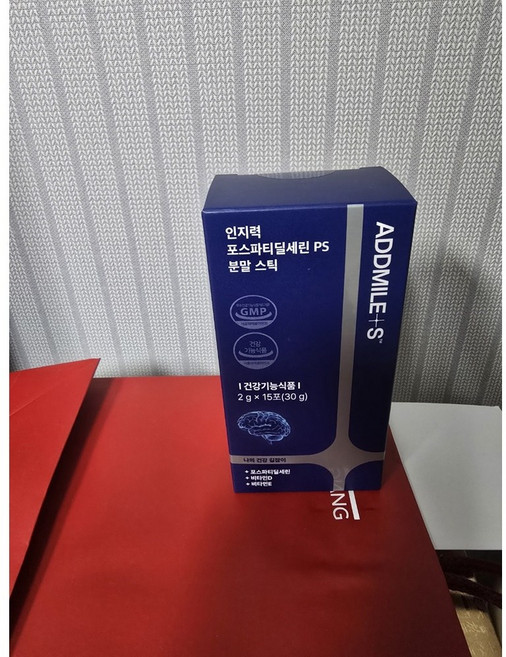 인지력
포스파티딜세린 PS
분말 스틱
ADDMILE+S™
GMP
건강
기능식품
I 건강기능식품 I
2 g × 15포(30 g)
나의 건강 길잡이
+ 포스파티딜세린
+ 비타민D
+ 비타민E
NG